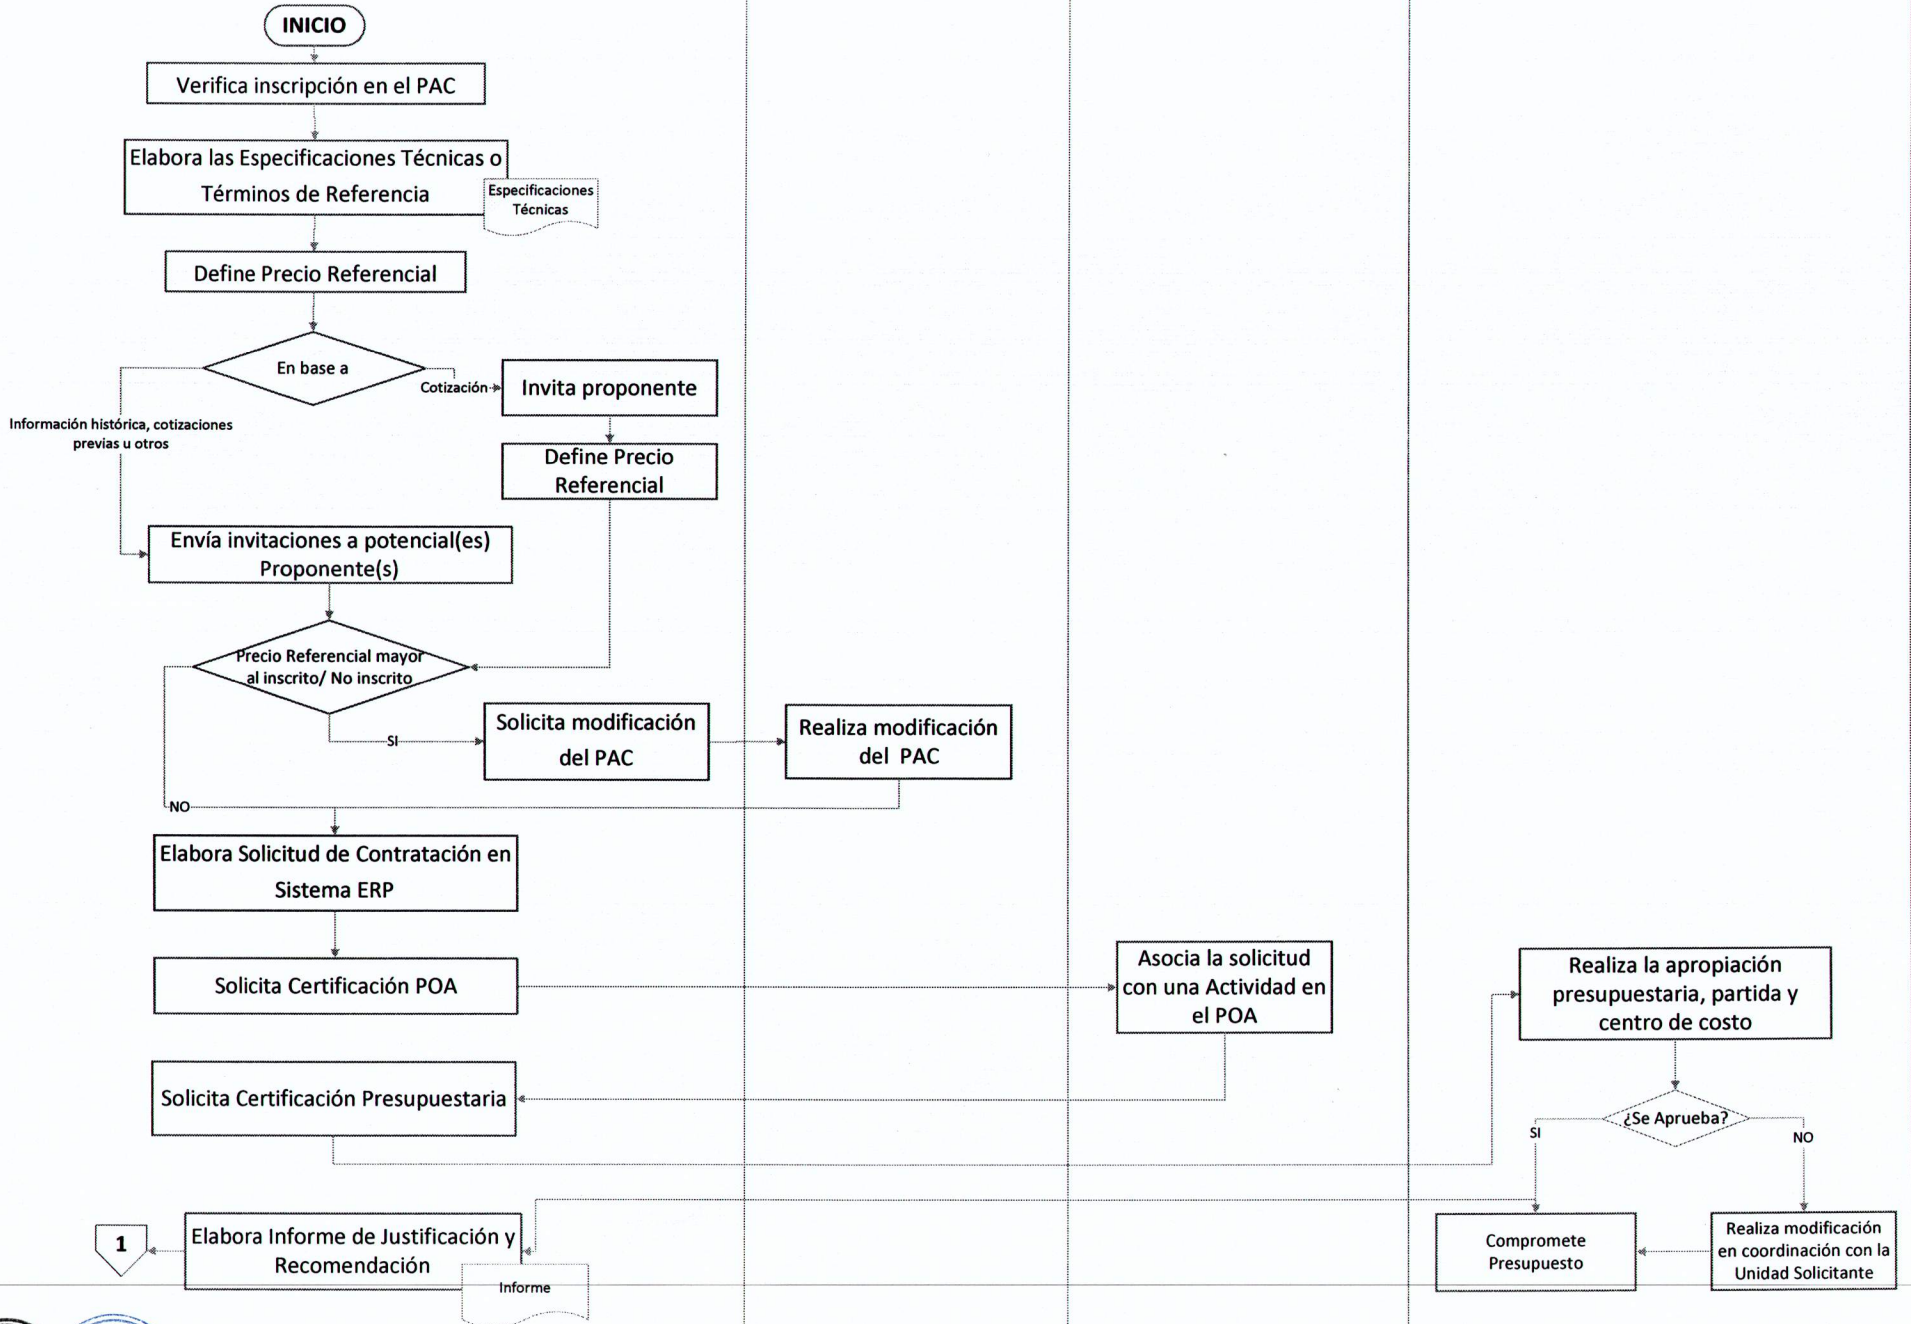 INICIO
Verifica inscripción en el PAC
Elabora las Especificaciones Técnicas o
Términos de Referencia
Especificaciones
Técnicas
Define Precio Referencial
En base a
Cotización
Invita proponente
Información histórica, cotizaciones
previas u otros
Define Precio
Referencial
Envía invitaciones a potencial(es)
Proponente(s)
Precio Referencial mayor
al inscrito/ No inscrito
SI
Solicita modificación
del PAC
Realiza modificación
del PAC
NO
Elabora Solicitud de Contratación en
Sistema ERP
Solicita Certificación POA
Asocia la solicitud
con una Actividad en
el POA
Realiza la apropiación
presupuestaria, partida y
centro de costo
Solicita Certificación Presupuestaria
¿Se Aprueba?
SI
NO
1
Elabora Informe de Justificación y
Recomendación
Informe
Compromete
Presupuesto
Realiza modificación
en coordinación con la
Unidad Solicitante